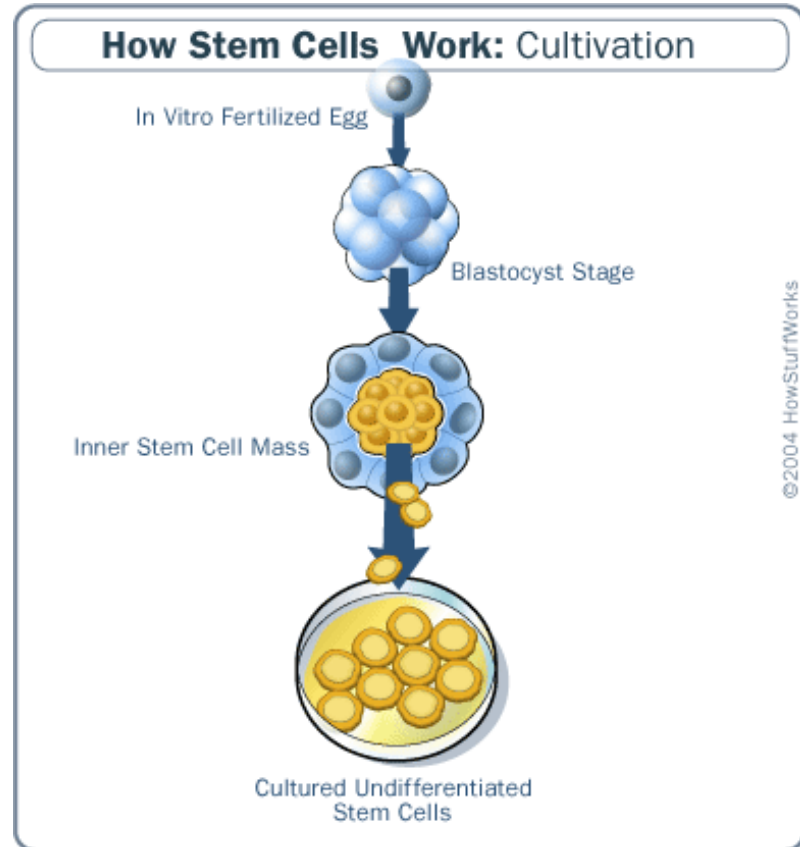 How Stem Cells Work: Cultivation
In Vitro Fertilized Egg
Blastocyst Stage
Inner Stem Cell Mass
Cultured Undifferentiated
Stem Cells
©2004 HowStuffWorks